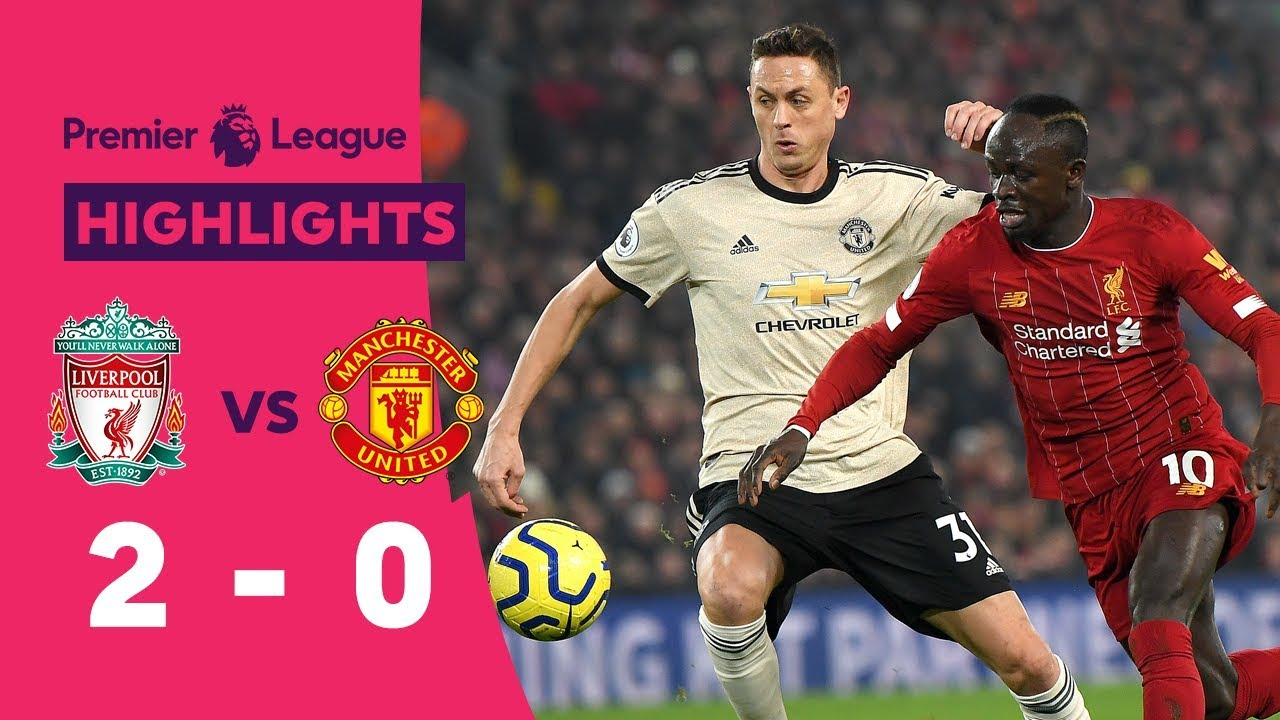 Premier League
HIGHLIGHTS
YOU'LL NEVER WALK ALONE
LIVERPOOL
FOOTBALL CLUB
EST·1892
VS
MANCHESTER
UNITED
2 - 0
adidas
CHEVROLET
31
L.F.C.
Standard
Chartered
10